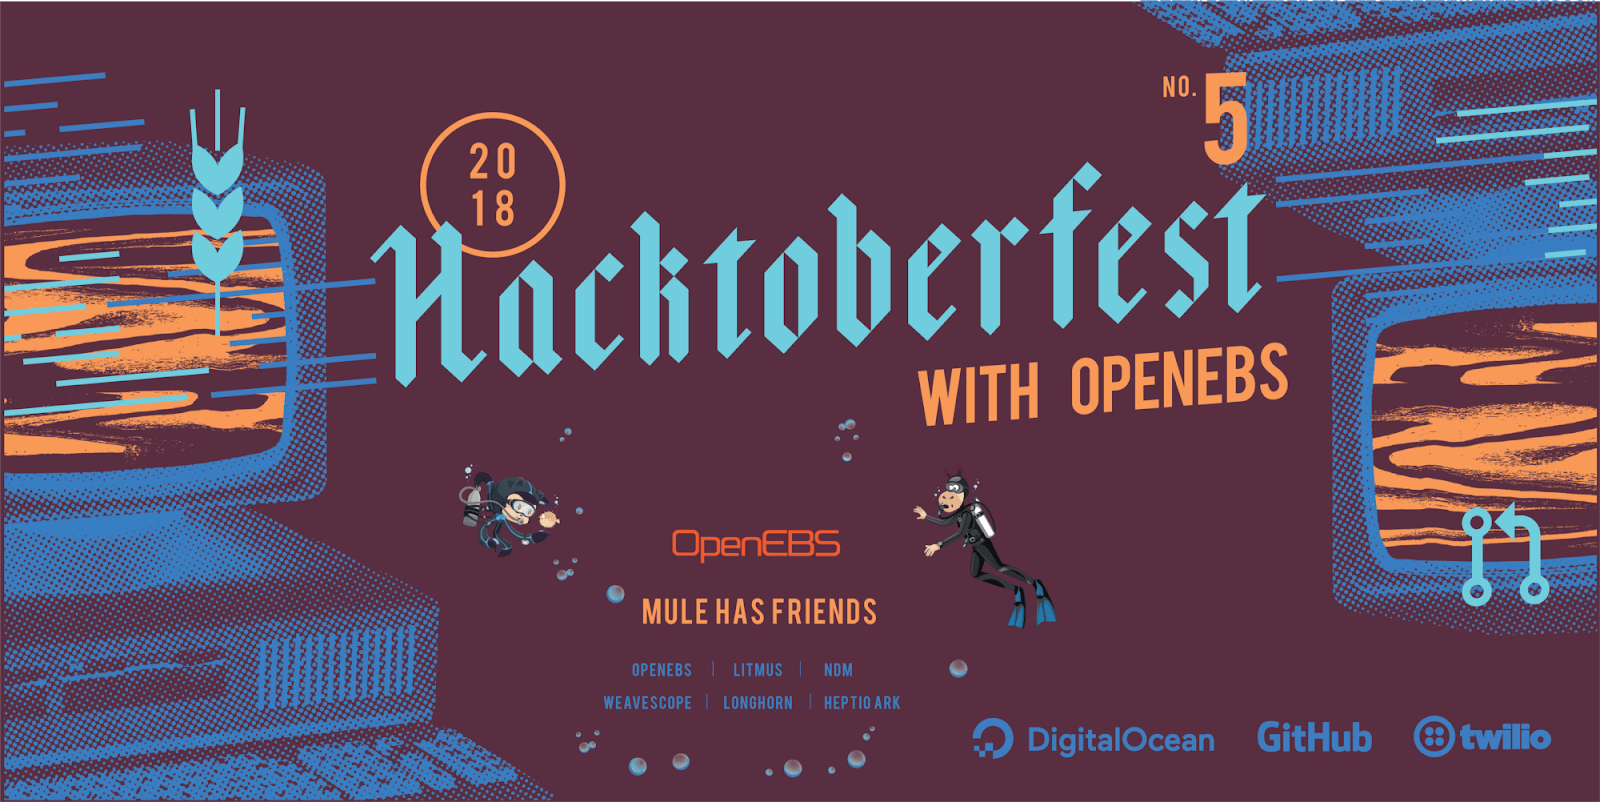 NO. 5
20
18
Hacktoberfest
WITH OPENEBS
OpenEBS
MULE HAS FRIENDS
OPENEBS | LITMUS | NDM
WEAVESCOPE | LONGHORN | HEPTIO ARK
DigitalOcean GitHub twilio